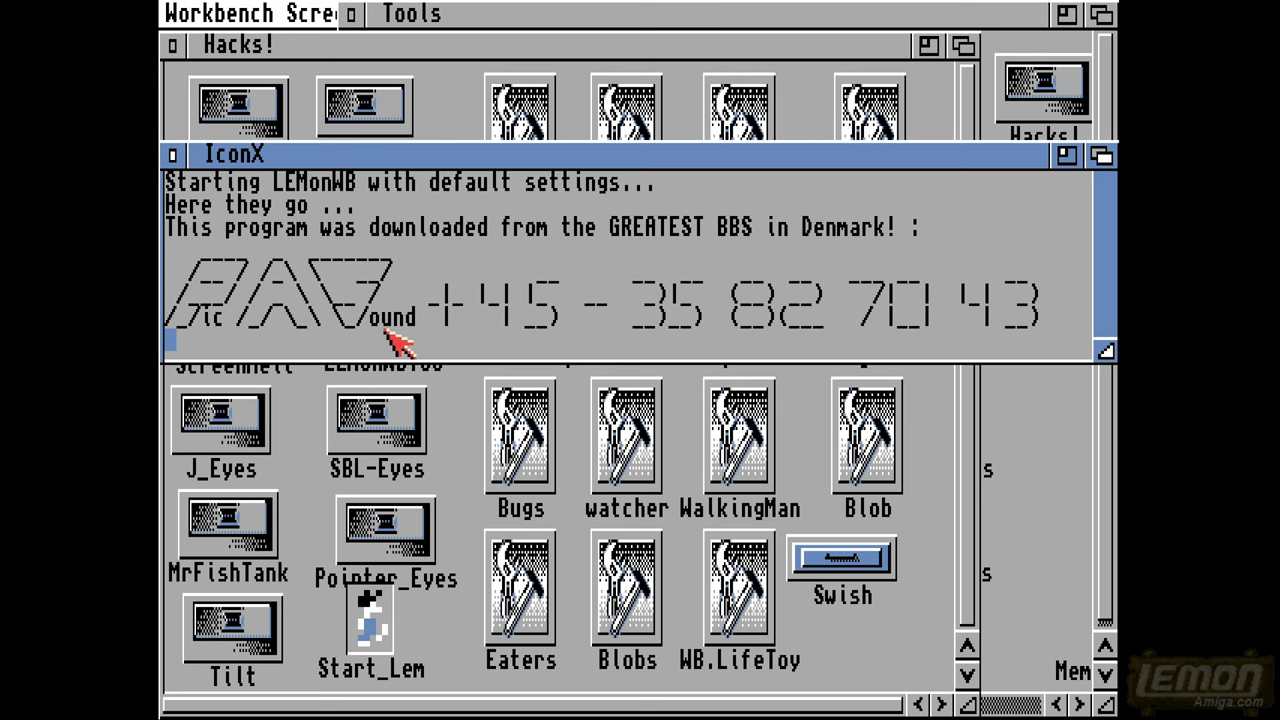 Workbench Scre
Tools
Hacks!
Hacks!
IconX
Starting LEMonWB with default settings...
Here they go ...
This program was downloaded from the GREATEST BBS in Denmark! :
PAG +45 - 35 82 70 43
ic ound
J_Eyes SBL-Eyes Bugs watcher WalkingMan Blob
MrFishTank Pointer_Eyes Swish
Tilt Start_Lem Eaters Blobs WB.LifeToy
Mem
s
s
Lemon
Amiga.com